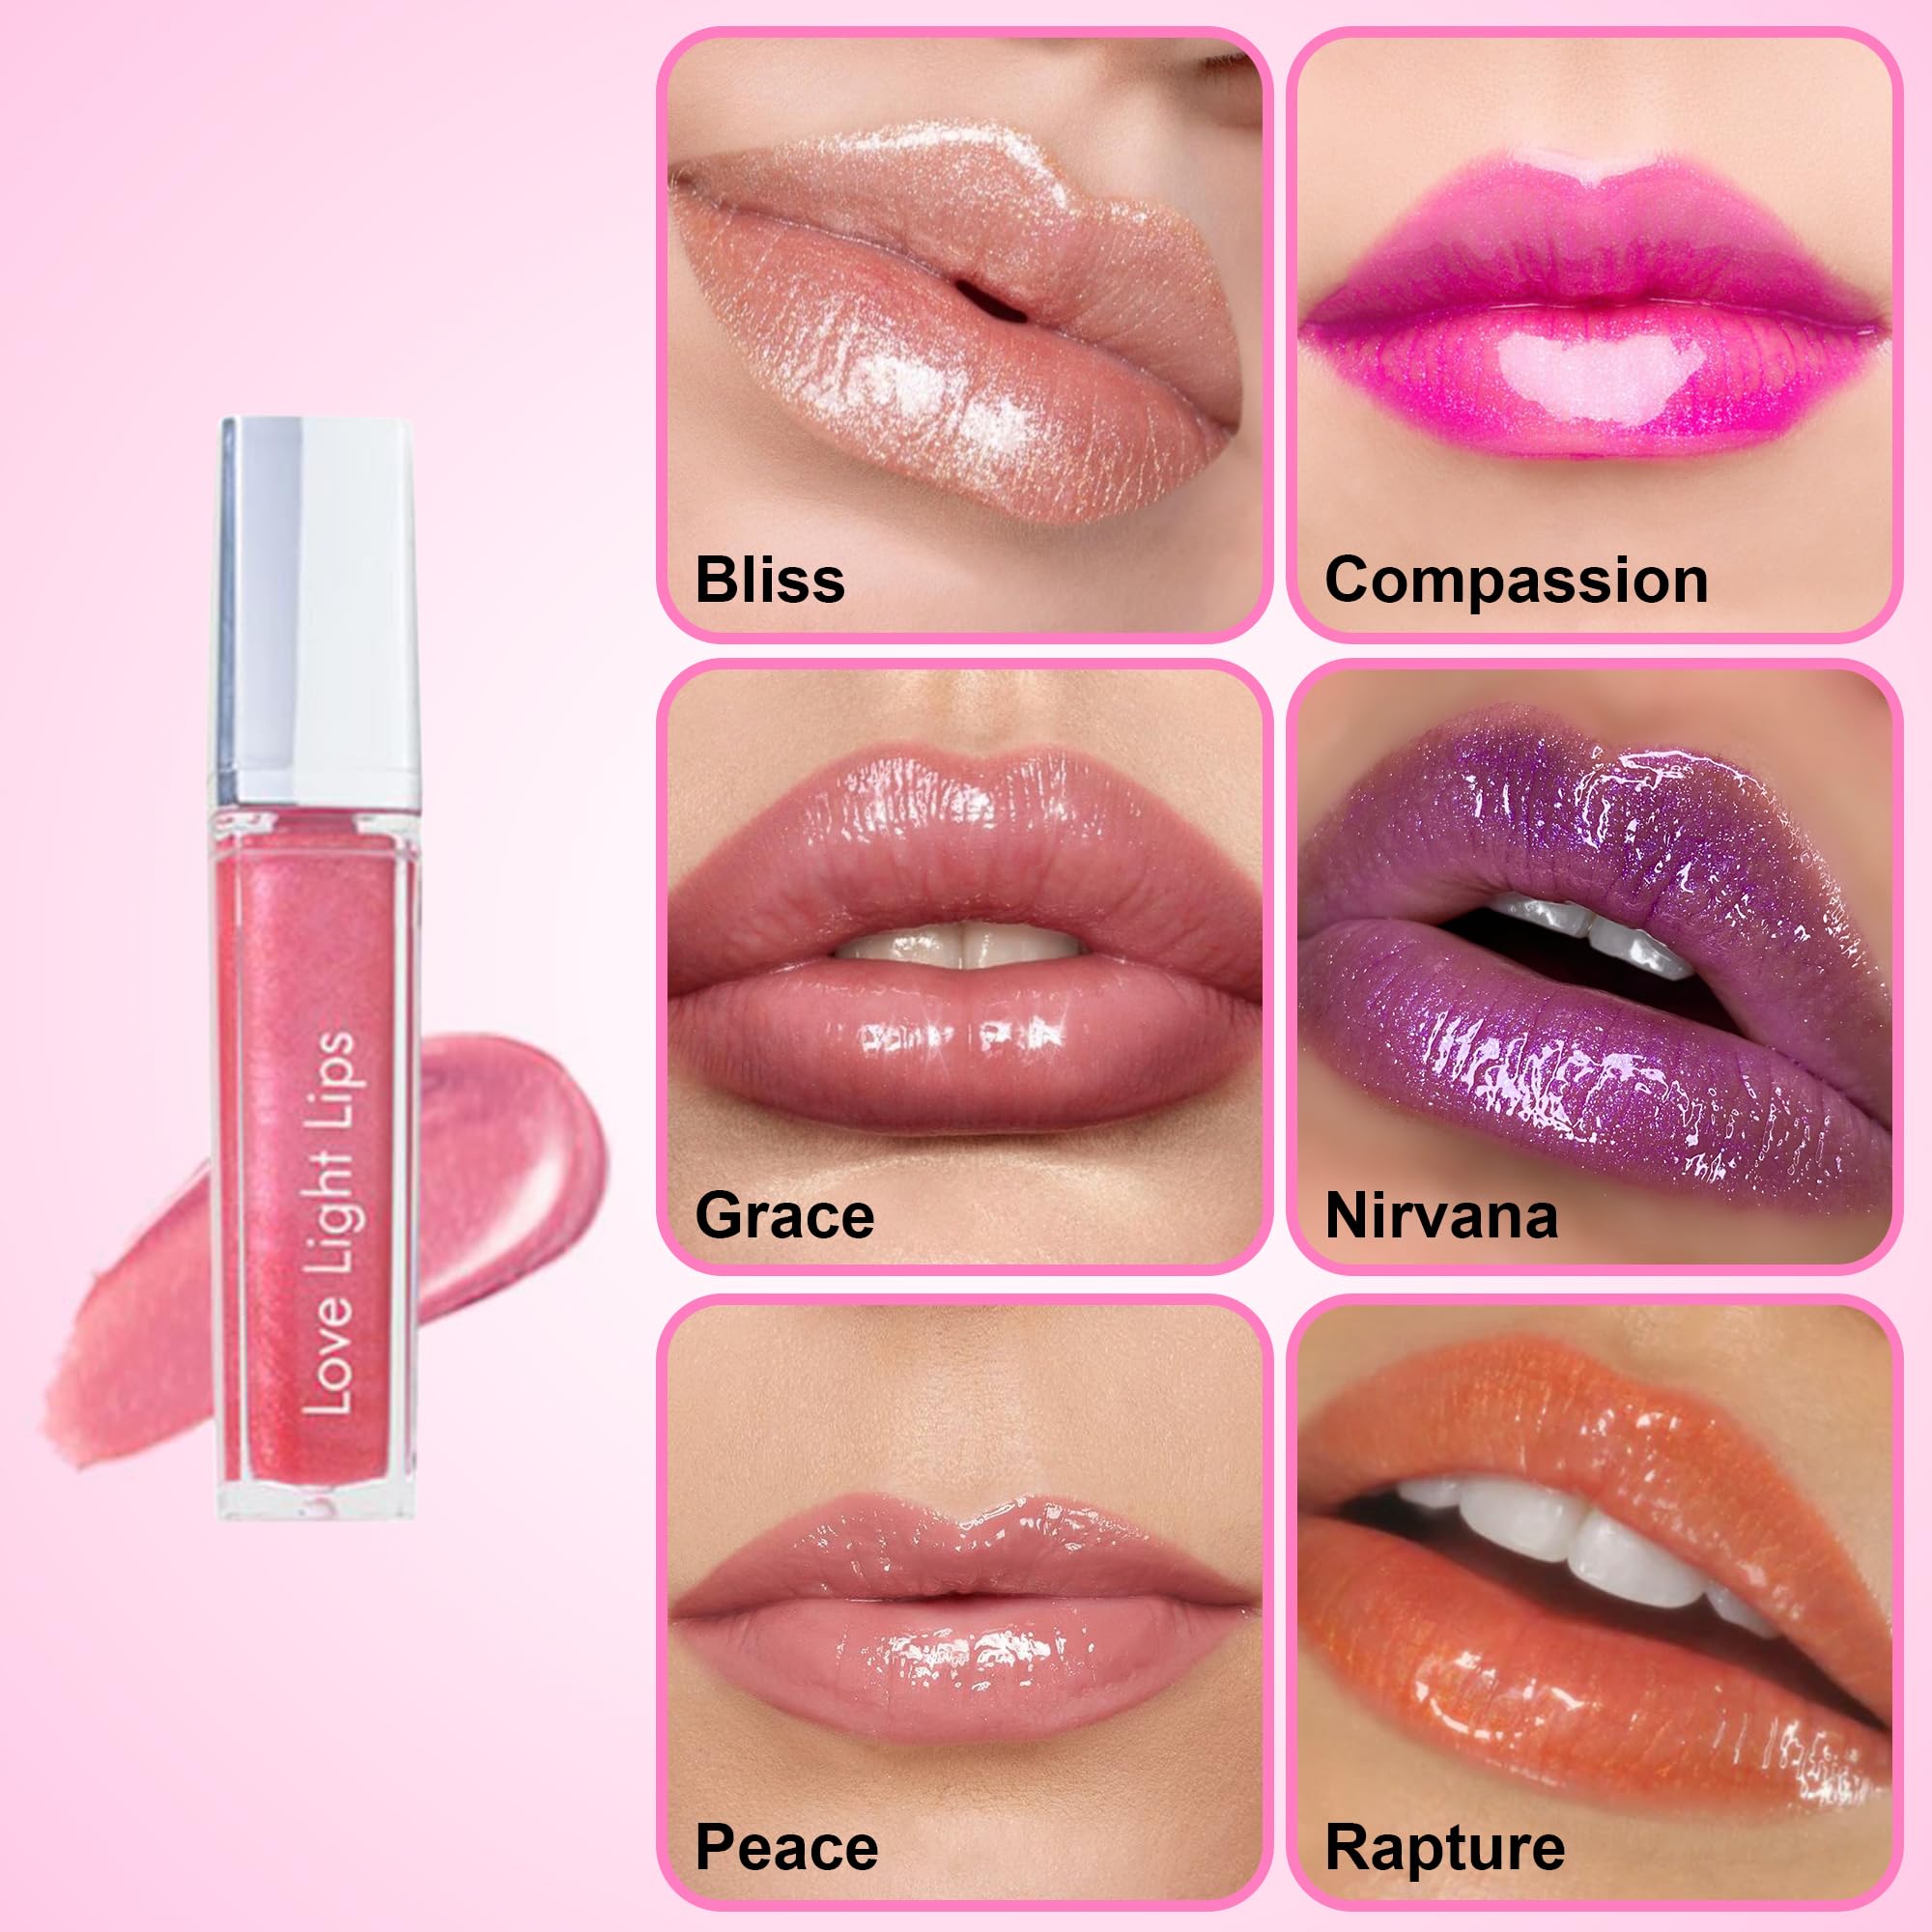 Love Light Lips
Bliss
Compassion
Grace
Nirvana
Peace
Rapture